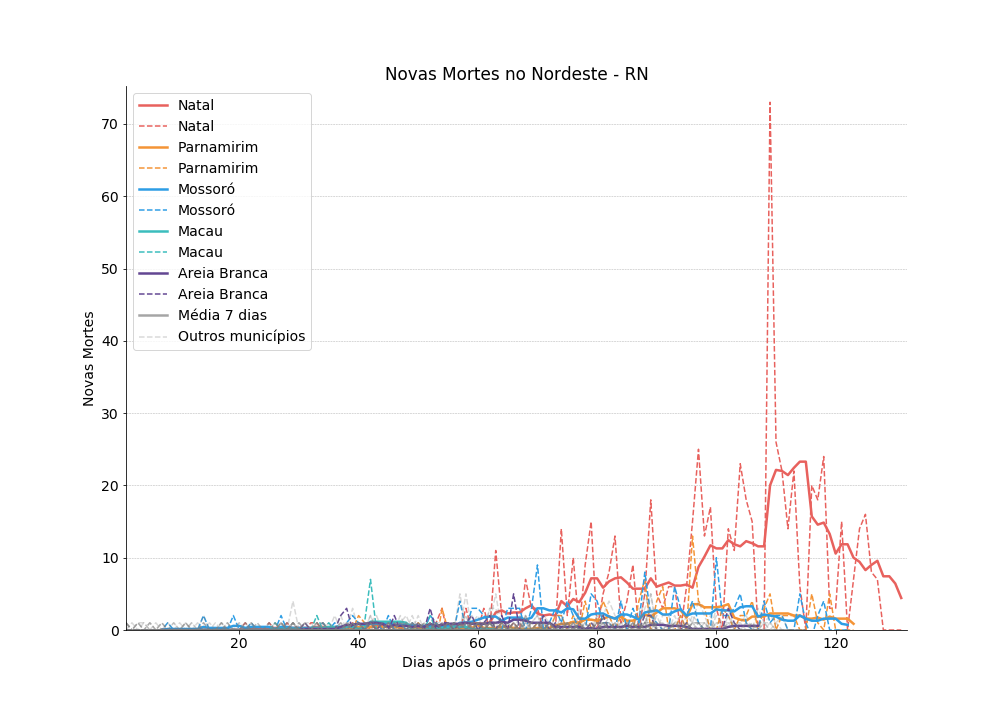 Novas Mortes no Nordeste - RN
Natal
Natal
Parnamirim
Parnamirim
Mossoró
Mossoró
Macau
Macau
Areia Branca
Areia Branca
Média 7 dias
Outros municípios
Novas Mortes
70
60
50
40
30
20
10
0
20
40
60
80
100
120
Dias após o primeiro confirmado